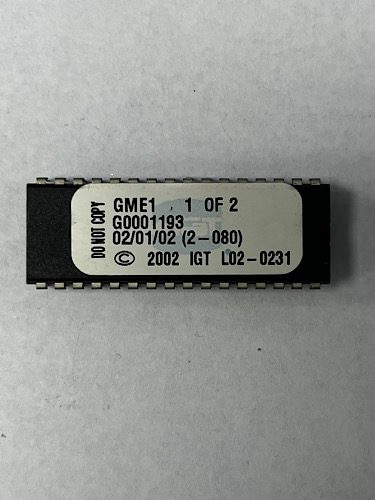 DO NOT COPY
GME1 , 1 OF 2
G0001193
02/01/02 (2-080)
© 2002 IGT L02-0231